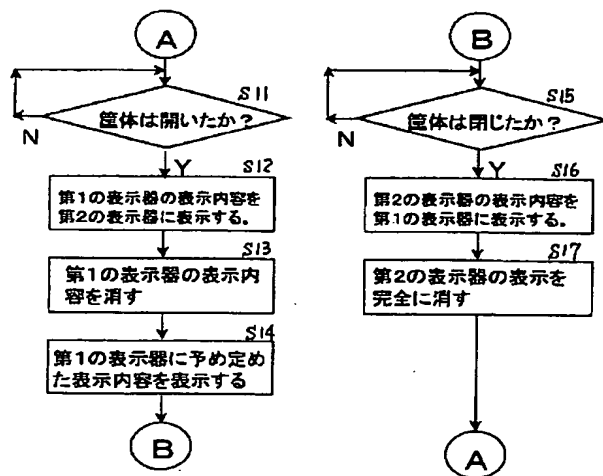 A
S11
筐体は開いたか？
N
Y
S12
第1の表示器の表示内容を
第2の表示器に表示する。
S13
第1の表示器の表示内
容を消す
S14
第1の表示器に予め定め
た表示内容を表示する
B
B
S15
筐体は閉じたか？
N
Y
S16
第2の表示器の表示内容を
第1の表示器に表示する。
S17
第2の表示器の表示を
完全に消す
A